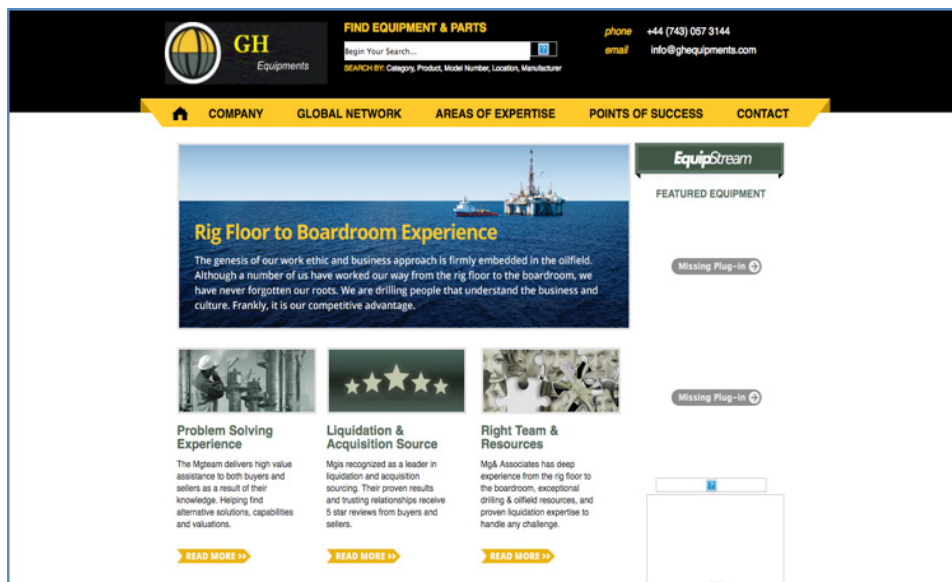 GH
Equipments
FIND EQUIPMENT & PARTS
Begin Your Search...
SEARCH BY: Category, Product, Model Number, Location, Manufacturer
phone +44 (743) 057 3144
email info@ghequipments.com
COMPANY GLOBAL NETWORK AREAS OF EXPERTISE POINTS OF SUCCESS CONTACT
Rig Floor to Boardroom Experience
The genesis of our work ethic and business approach is firmly embedded in the oilfield.
Although a number of us have worked our way from the rig floor to the boardroom, we
have never forgotten our roots. We are drilling people that understand the business and
culture. Frankly, it is our competitive advantage.
EquipStream
FEATURED EQUIPMENT
Missing Plug-in
Missing Plug-in
Problem Solving
Experience
The Mgteam delivers high value
assistance to both buyers and
sellers as a result of their
knowledge. Helping find
alternative solutions, capabilities
and valuations.
READ MORE >>
Liquidation &
Acquisition Source
Mgis recognized as a leader in
liquidation and acquisition
sourcing. Their proven results
and trusting relationships receive
5 star reviews from buyers and
sellers.
READ MORE >>
Right Team &
Resources
Mg& Associates has deep
experience from the rig floor to
the boardroom, exceptional
drilling & oilfield resources, and
proven liquidation expertise to
handle any challenge.
READ MORE >>